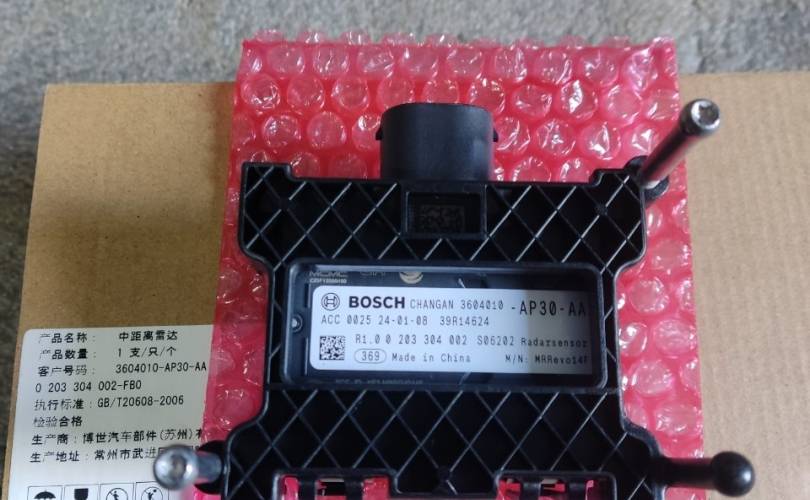 MCMC
BOSCH CHANGAN 3604010 -AP30-AA
ACC 0025 24-01-08 39R14624
R1.0 0 203 304 002 S06202 Radarsensor
369 Made in China M/N: MRRevo14F
产品名称: 中距离雷达
产品数量: 1 支/只/个
客户号码: 3604010-AP30-AA
0 203 304 002-FB0
执行标准: GB/T20608-2006
检验合格
生产商: 博世汽车部件(苏州)有
生产地址: 常州市武进